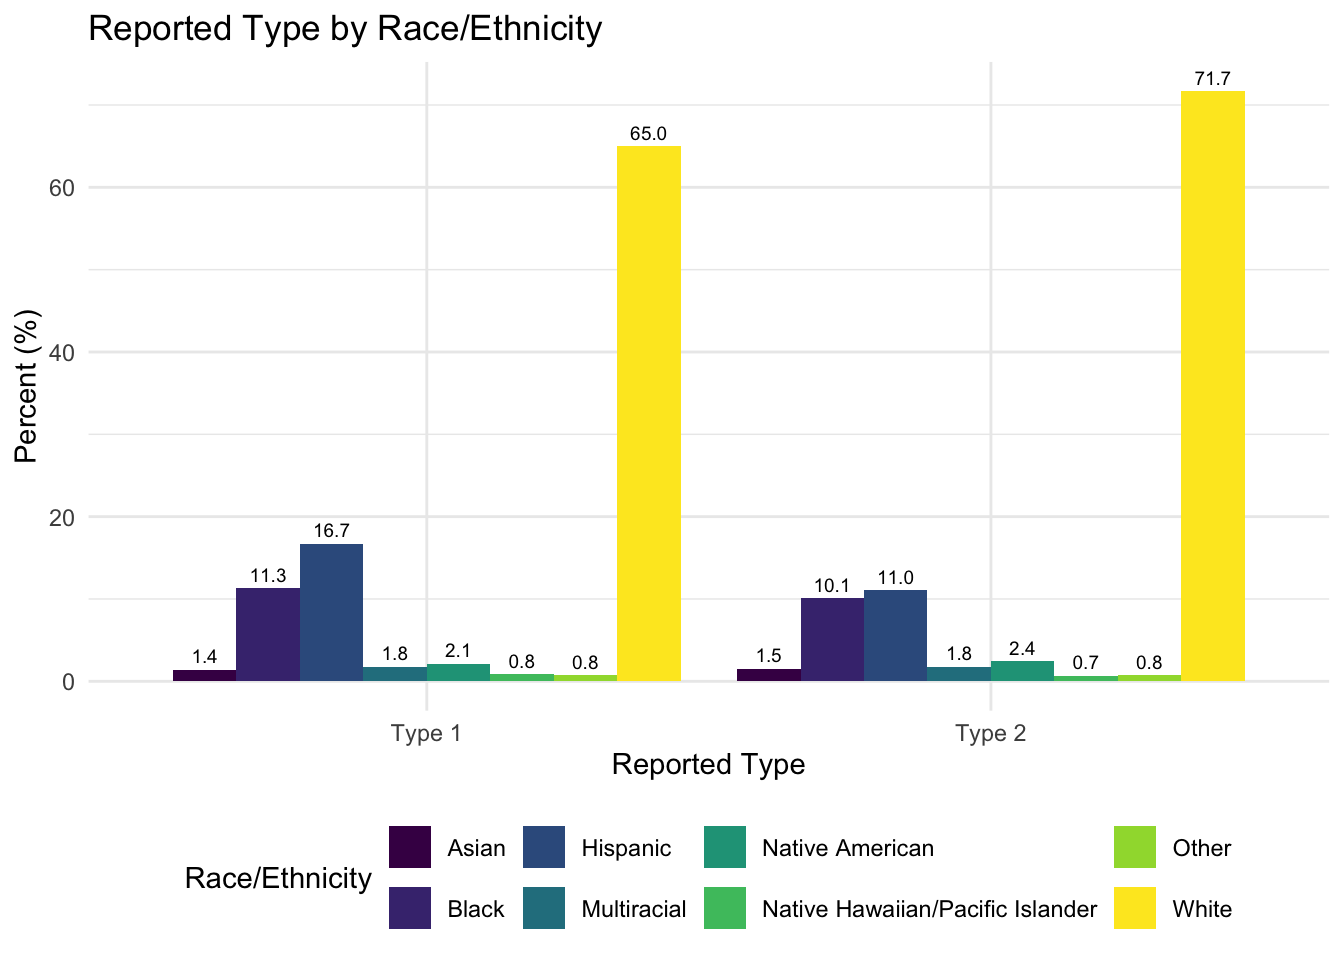 Reported Type by Race/Ethnicity
Percent (%)
60
40
20
0
1.4
11.3
16.7
1.8
2.1
0.8
0.8
65.0
1.5
10.1
11.0
1.8
2.4
0.7
0.8
71.7
Type 1
Type 2
Reported Type
Race/Ethnicity
Asian
Black
Hispanic
Multiracial
Native American
Native Hawaiian/Pacific Islander
Other
White